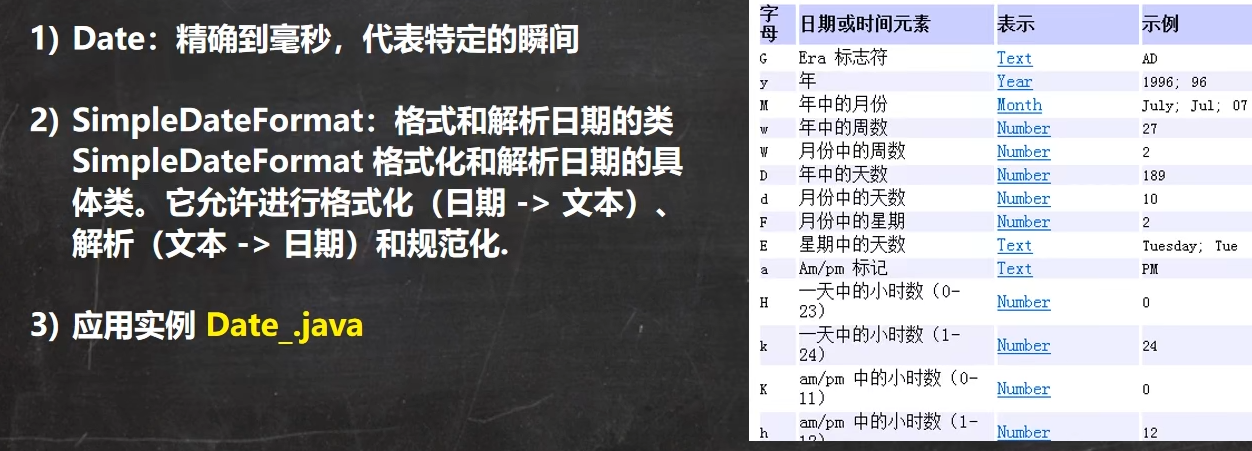 1) Date：精确到毫秒，代表特定的瞬间
2) SimpleDateFormat：格式和解析日期的类
SimpleDateFormat 格式化和解析日期的具
体类。它允许进行格式化（日期 -> 文本）、
解析（文本 -> 日期）和规范化.
3) 应用实例 Date_.java
字母 日期或时间元素 表示 示例
G Era 标志符 Text AD
y 年 Year 1996; 96
M 年中的月份 Month July; Jul; 07
w 年中的周数 Number 27
W 月份中的周数 Number 2
D 年中的天数 Number 189
d 月份中的天数 Number 10
F 月份中的星期 Number 2
E 星期中的天数 Text Tuesday; Tue
a Am/pm 标记 Text PM
H 一天中的小时数（0-
23） Number 0
k 一天中的小时数（1-
24） Number 24
K am/pm 中的小时数（0-
11） Number 0
h am/pm 中的小时数（1-
Number 12